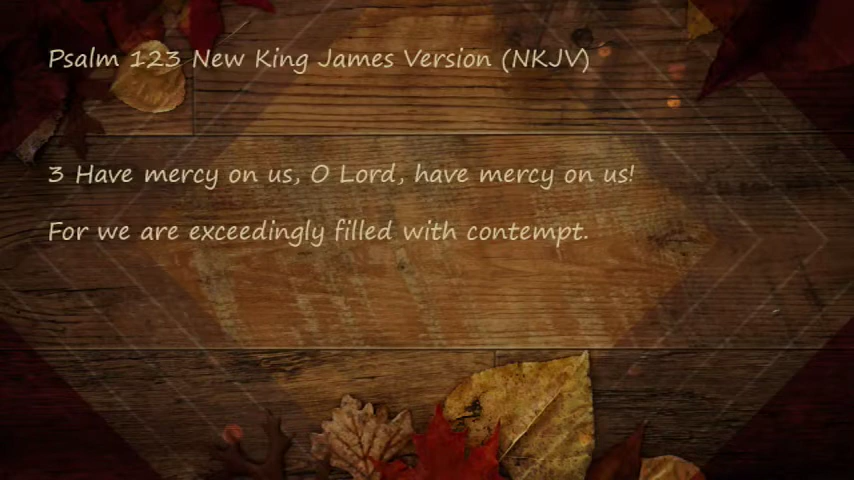 Psalm 123 New King James Version (NKJV)
3 Have mercy on us, O Lord, have mercy on us!
For we are exceedingly filled with contempt.